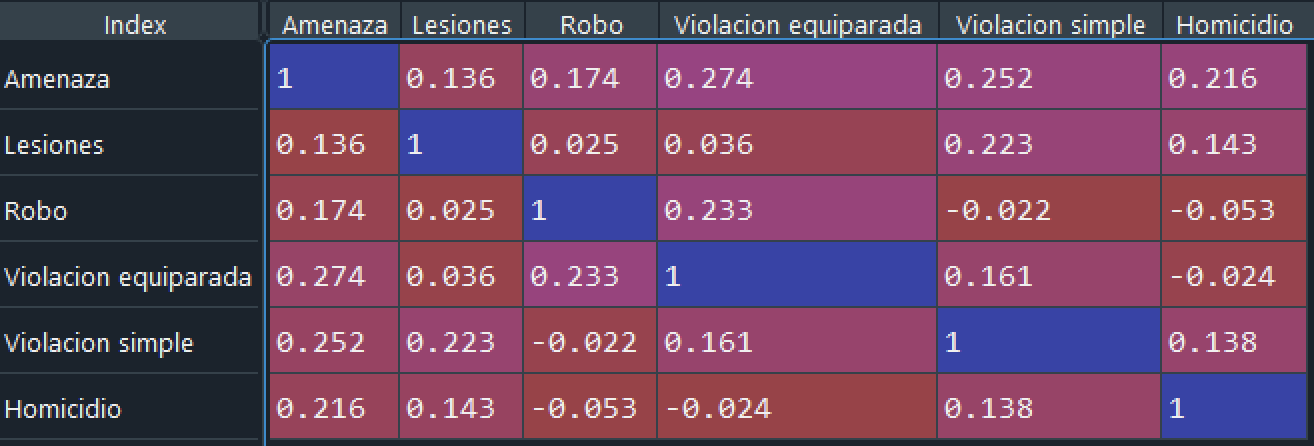 Index Amenaza Lesiones Robo Violacion equiparada Violacion simple Homicidio
Amenaza 1 0.136 0.174 0.274 0.252 0.216
Lesiones 0.136 1 0.025 0.036 0.223 0.143
Robo 0.174 0.025 1 0.233 -0.022 -0.053
Violacion equiparada 0.274 0.036 0.233 1 0.161 -0.024
Violacion simple 0.252 0.223 -0.022 0.161 1 0.138
Homicidio 0.216 0.143 -0.053 -0.024 0.138 1